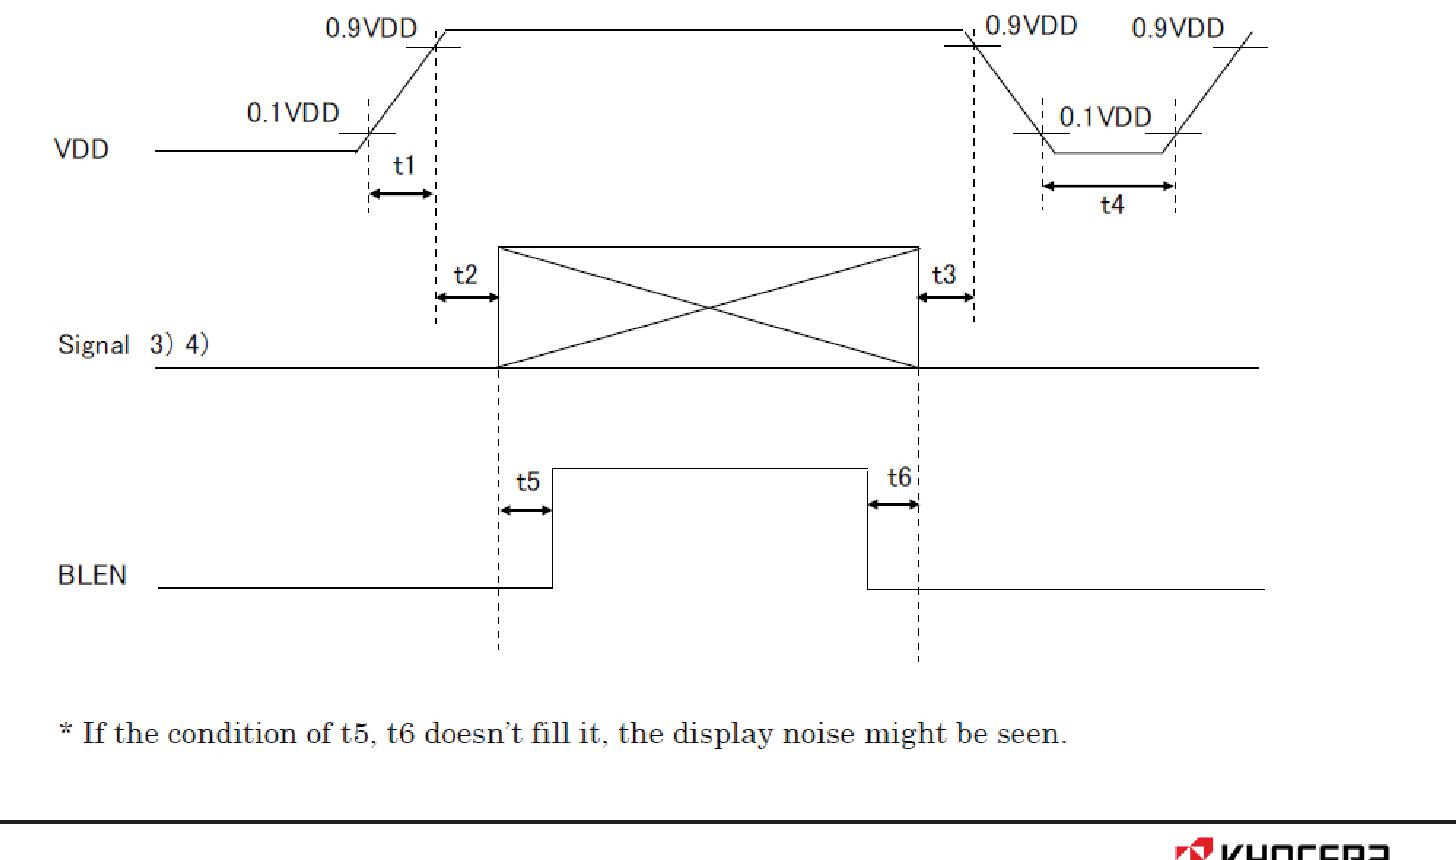 0.9VDD 0.9VDD 0.9VDD
0.1VDD 0.1VDD
VDD
t1
t4
t2 t3
Signal 3) 4)
t5 t6
BLEN
* If the condition of t5, t6 doesn't fill it, the display noise might be seen.
KYOCERA